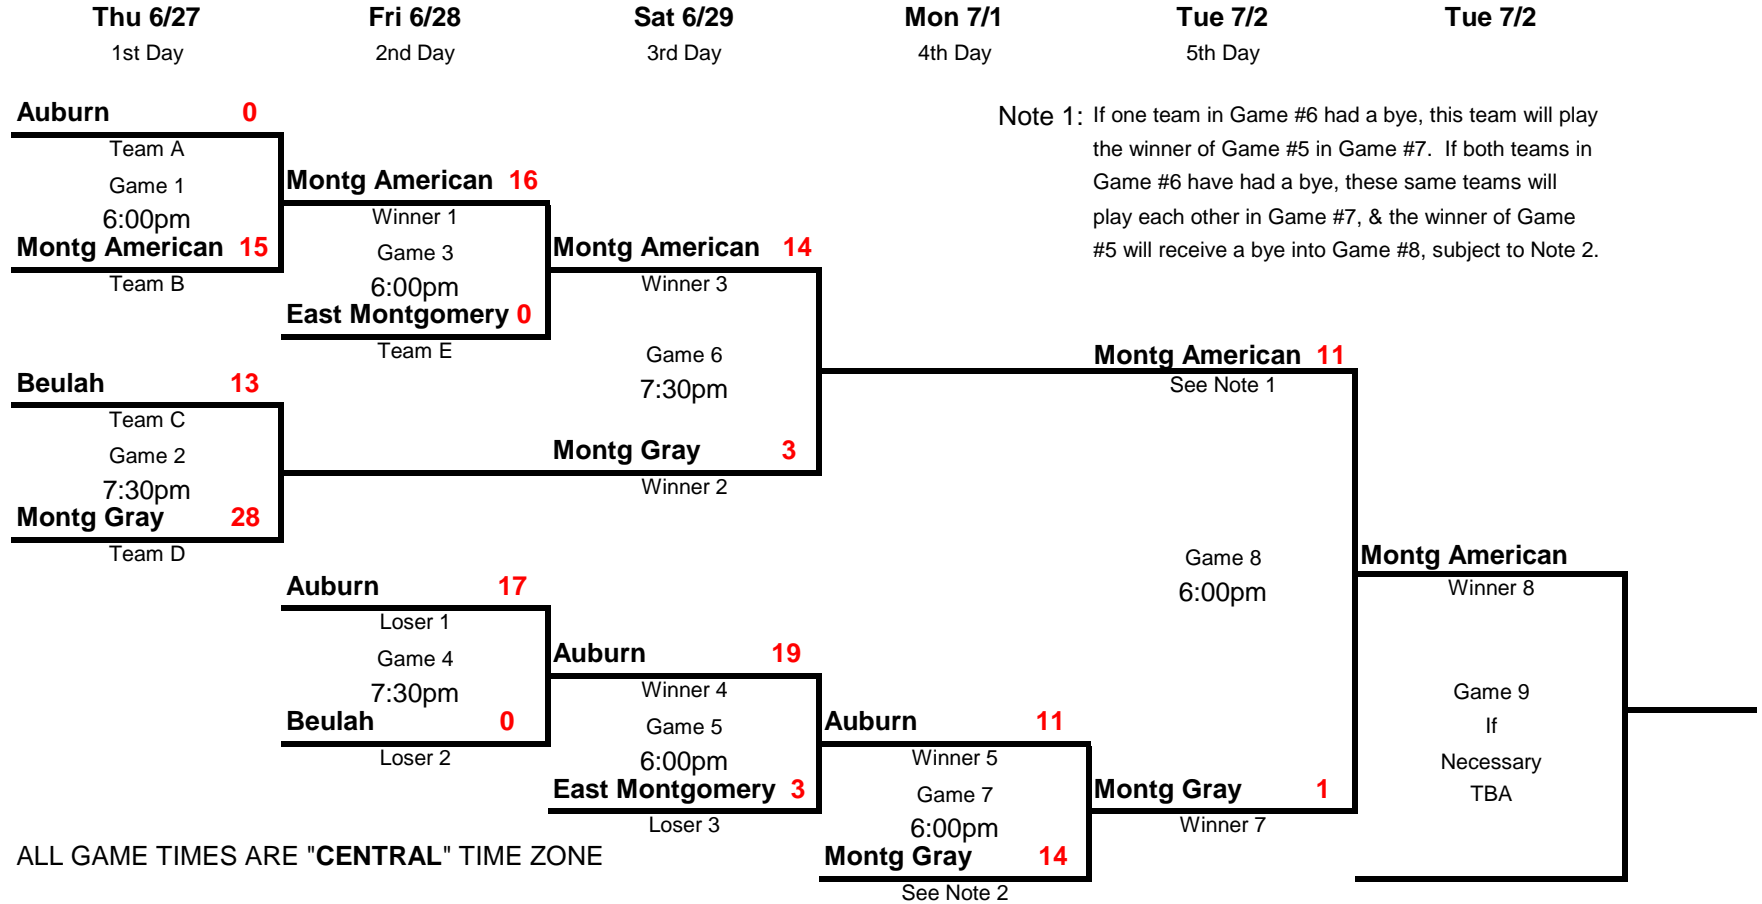 Thu 6/27 Fri 6/28 Sat 6/29 Mon 7/1 Tue 7/2 Tue 7/2
1st Day 2nd Day 3rd Day 4th Day 5th Day
Note 1: If one team in Game #6 had a bye, this team will play
the winner of Game #5 in Game #7. If both teams in
Game #6 have had a bye, these same teams will
play each other in Game #7, & the winner of Game
#5 will receive a bye into Game #8, subject to Note 2.
Auburn 0
Team A
Game 1
6:00pm
Montg American 15
Team B
Beulah 13
Team C
Game 2
7:30pm
Montg Gray 28
Team D
Montg American 16
Winner 1
Game 3
6:00pm
East Montgomery 0
Team E
Auburn 17
Loser 1
Game 4
7:30pm
Beulah 0
Loser 2
Montg American 14
Winner 3
Game 6
7:30pm
Montg Gray 3
Winner 2
Auburn 19
Winner 4
Game 5
6:00pm
East Montgomery 3
Loser 3
Auburn 11
Winner 5
Game 7
6:00pm
Montg Gray 14
See Note 2
Montg American 11
See Note 1
Game 8
6:00pm
Montg Gray 1
Winner 7
Montg American
Winner 8
Game 9
If
Necessary
TBA
ALL GAME TIMES ARE "CENTRAL" TIME ZONE